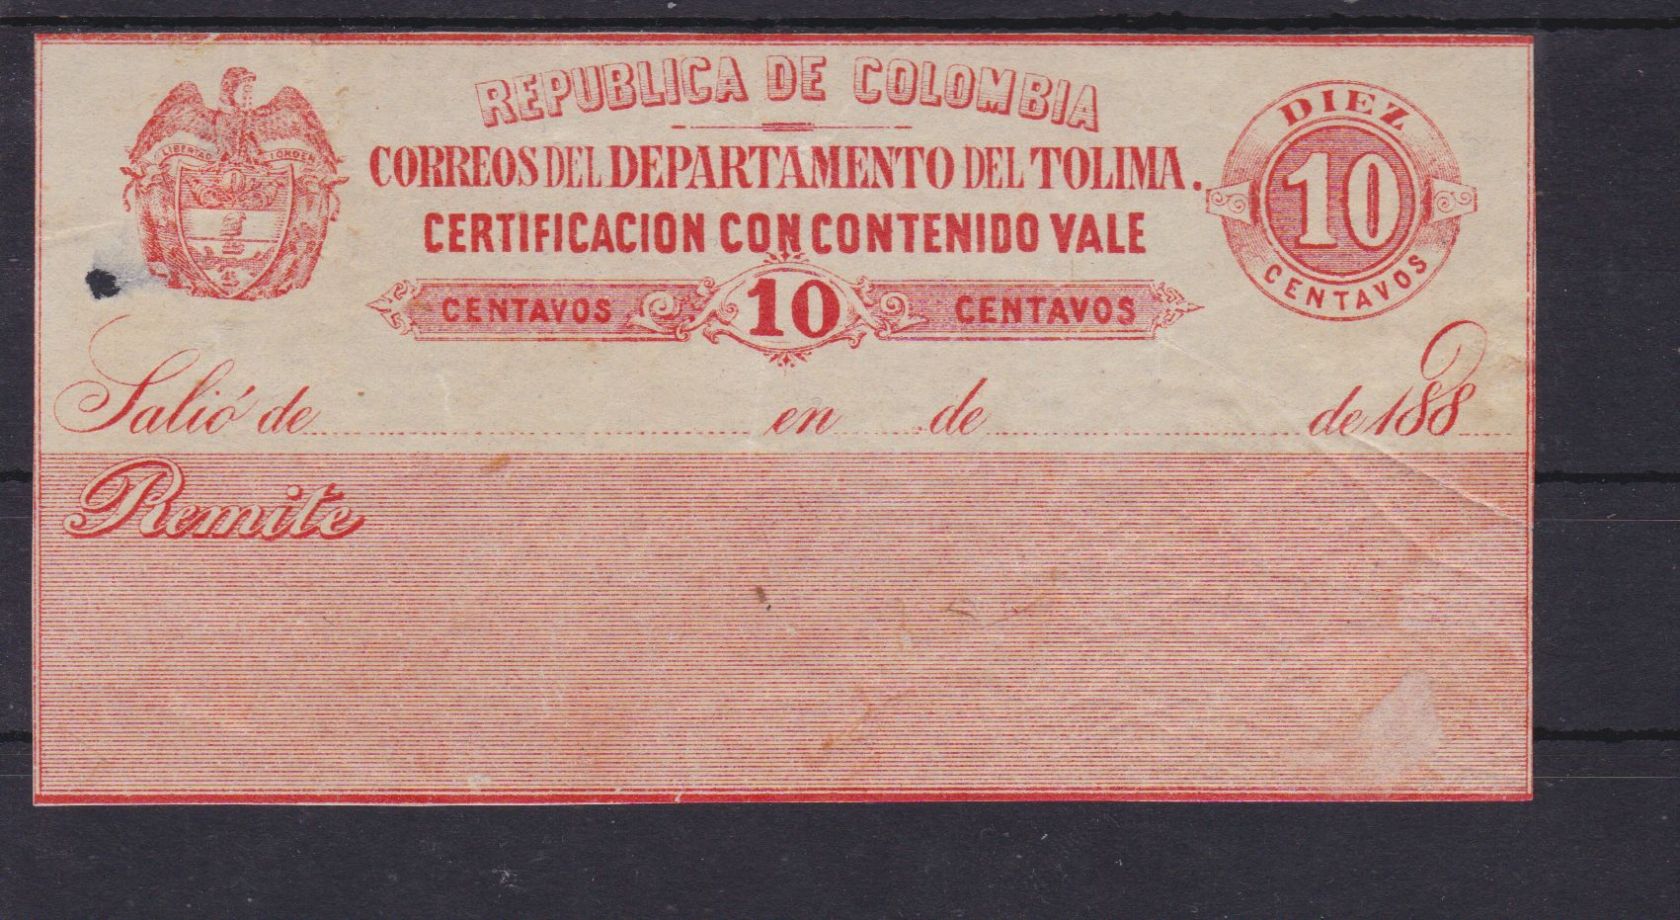 REPUBLICA DE COLOMBIA
LIBERTAD Y ORDEN
CORREOS DEL DEPARTAMENTO DEL TOLIMA.
CERTIFICACION CON CONTENIDO VALE
CENTAVOS 10 CENTAVOS
DIEZ
10
CENTAVOS
Salió de en de de 188
Remite